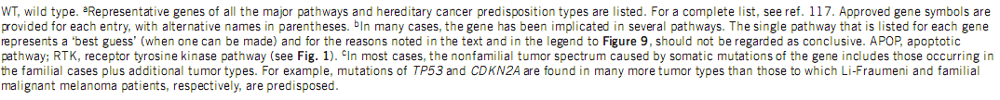 WT, wild type. ᵃRepresentative genes of all the major pathways and hereditary cancer predisposition types are listed. For a complete list, see ref. 117. Approved gene symbols are
provided for each entry, with alternative names in parentheses. ᵇIn many cases, the gene has been implicated in several pathways. The single pathway that is listed for each gene
represents a ‘best guess’ (when one can be made) and for the reasons noted in the text and in the legend to Figure 9, should not be regarded as conclusive. APOP, apoptotic
pathway; RTK, receptor tyrosine kinase pathway (see Fig. 1). ᶜIn most cases, the nonfamilial tumor spectrum caused by somatic mutations of the gene includes those occurring in
the familial cases plus additional tumor types. For example, mutations of TP53 and CDKN2A are found in many more tumor types than those to which Li-Fraumeni and familial
malignant melanoma patients, respectively, are predisposed.